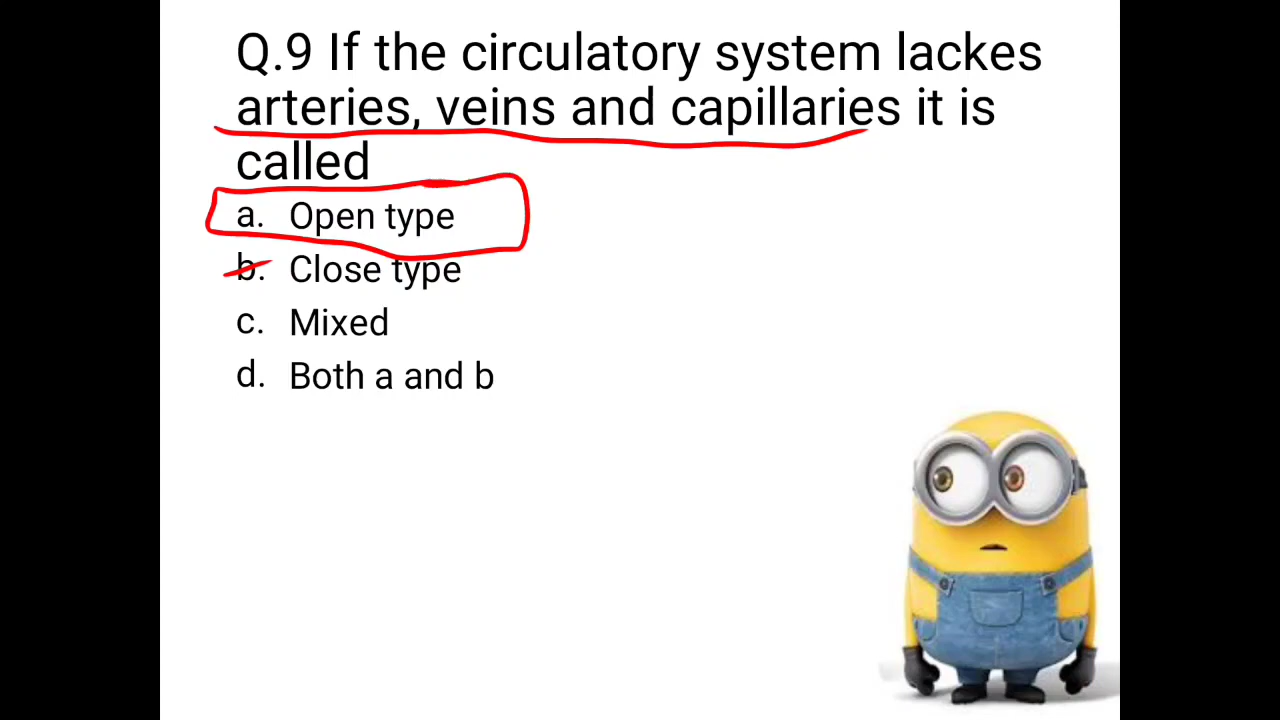 Q.9 If the circulatory system lackes
arteries, veins and capillaries it is
called
a. Open type
b. Close type
c. Mixed
d. Both a and b